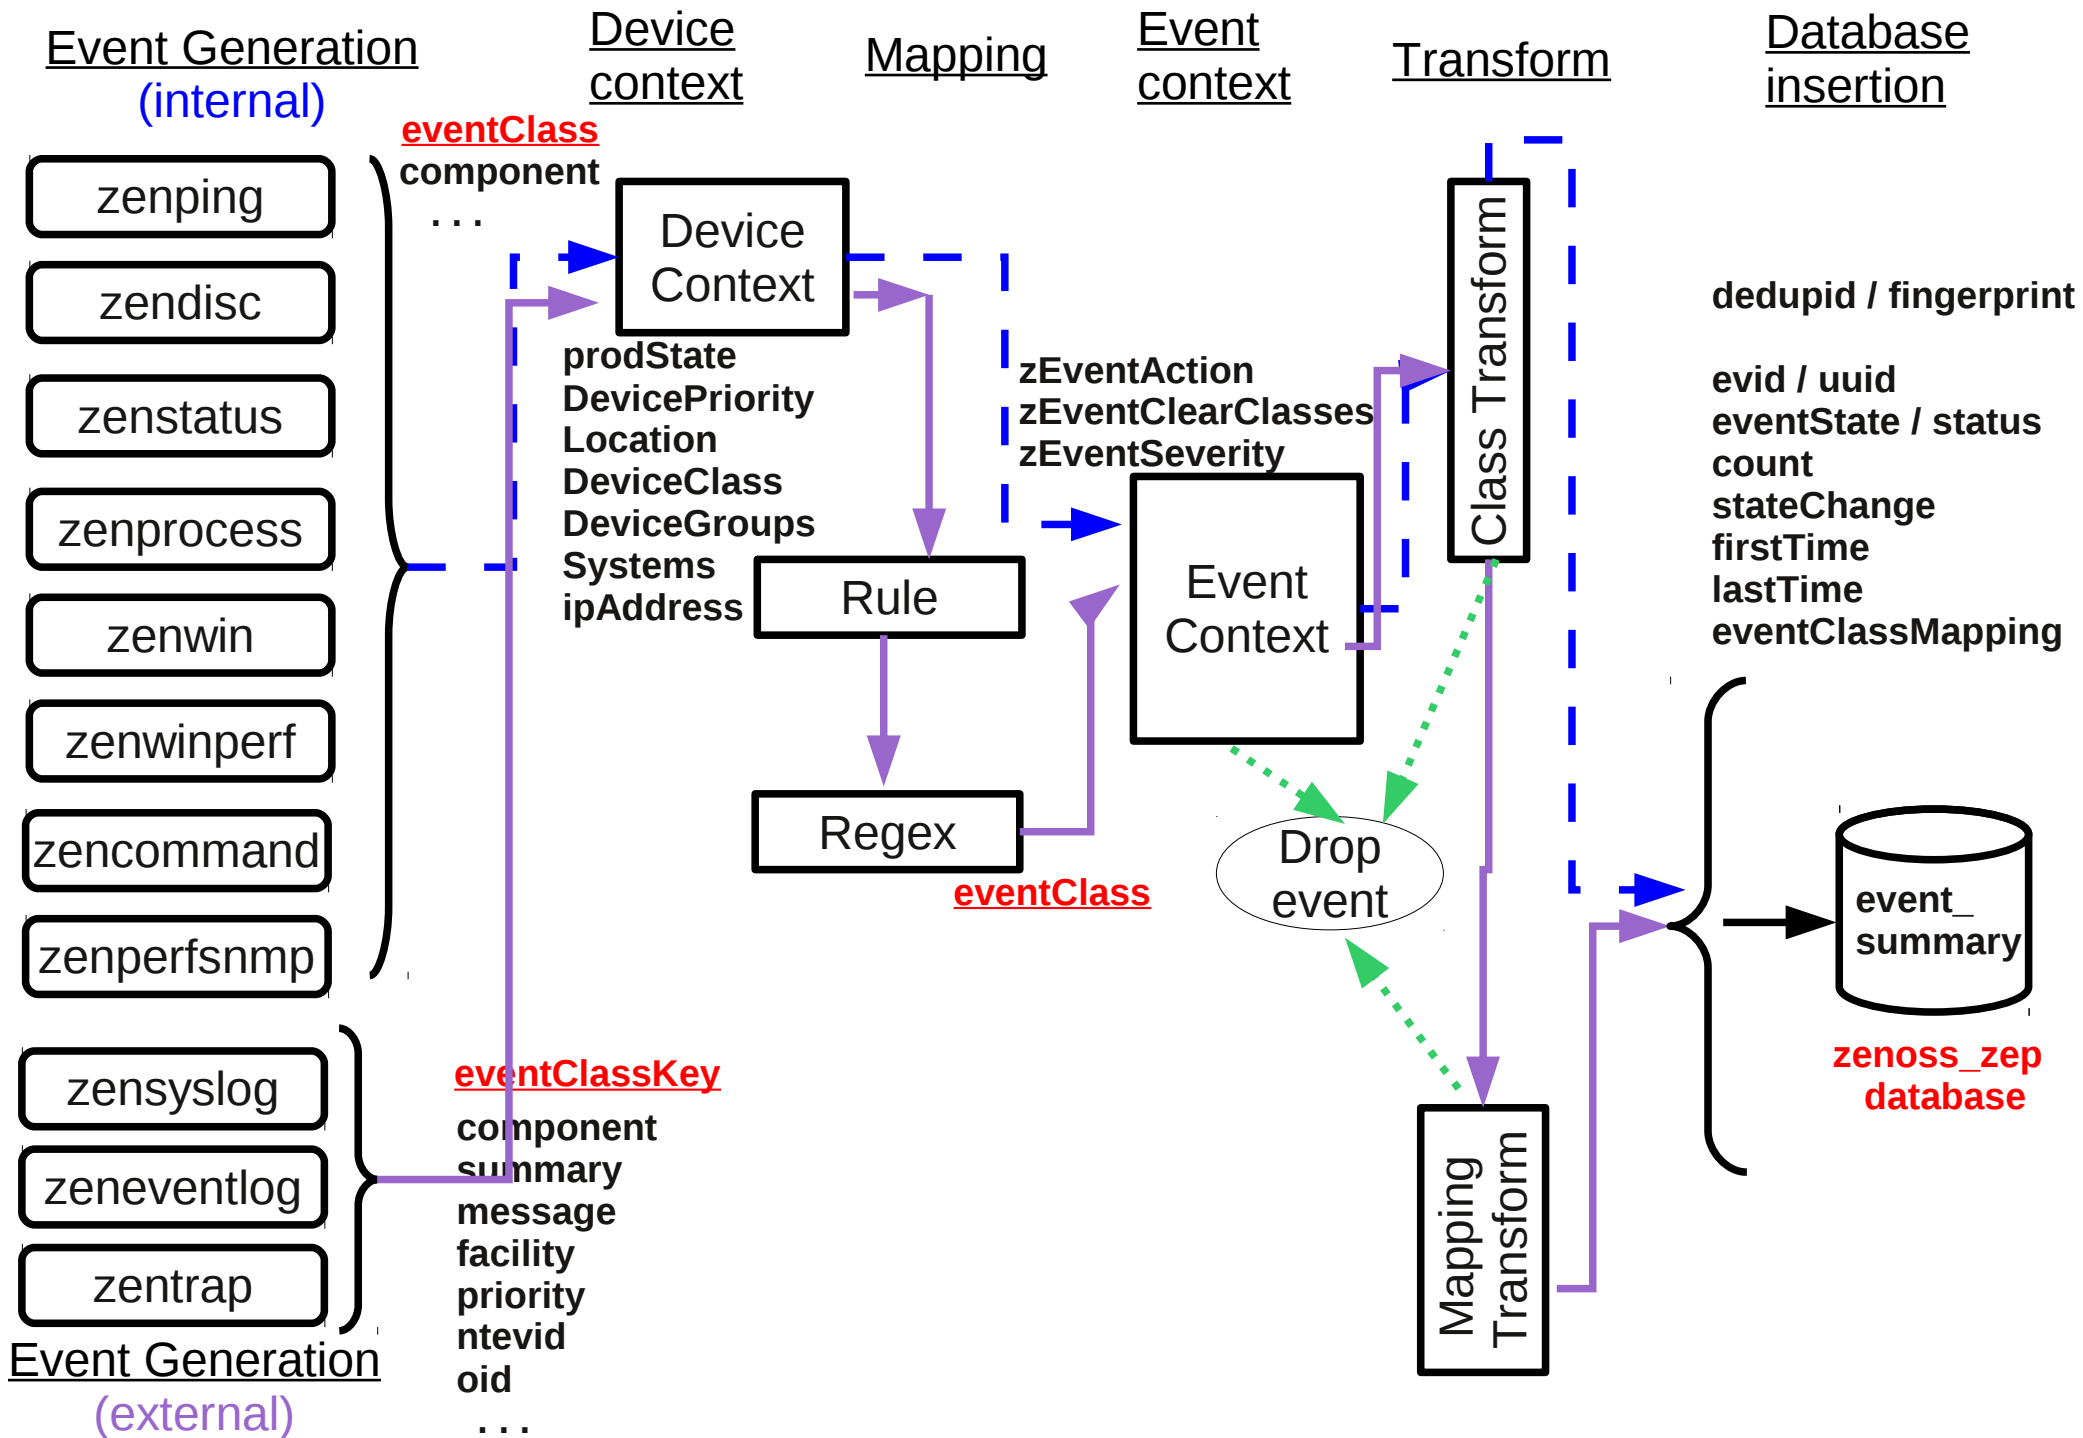 Event Generation
(internal)
Device
context
Mapping
Event
context
Transform
Database
insertion
eventClass
component
. . .
zenping
zendisc
zenstatus
zenprocess
zenwin
zenwinperf
zencommand
zenperfsnmp
zensyslog
zeneventlog
zentrap
Event Generation
(external)
eventClassKey
component
summary
message
facility
priority
ntevid
oid
. . .
Device
Context
prodState
DevicePriority
Location
DeviceClass
DeviceGroups
Systems
ipAddress
Rule
Regex
eventClass
zEventAction
zEventClearClasses
zEventSeverity
Event
Context
Drop
event
Class Transform
Mapping
Transform
dedupid / fingerprint
evid / uuid
eventState / status
count
stateChange
firstTime
lastTime
eventClassMapping
event_
summary
zenoss_zep
database